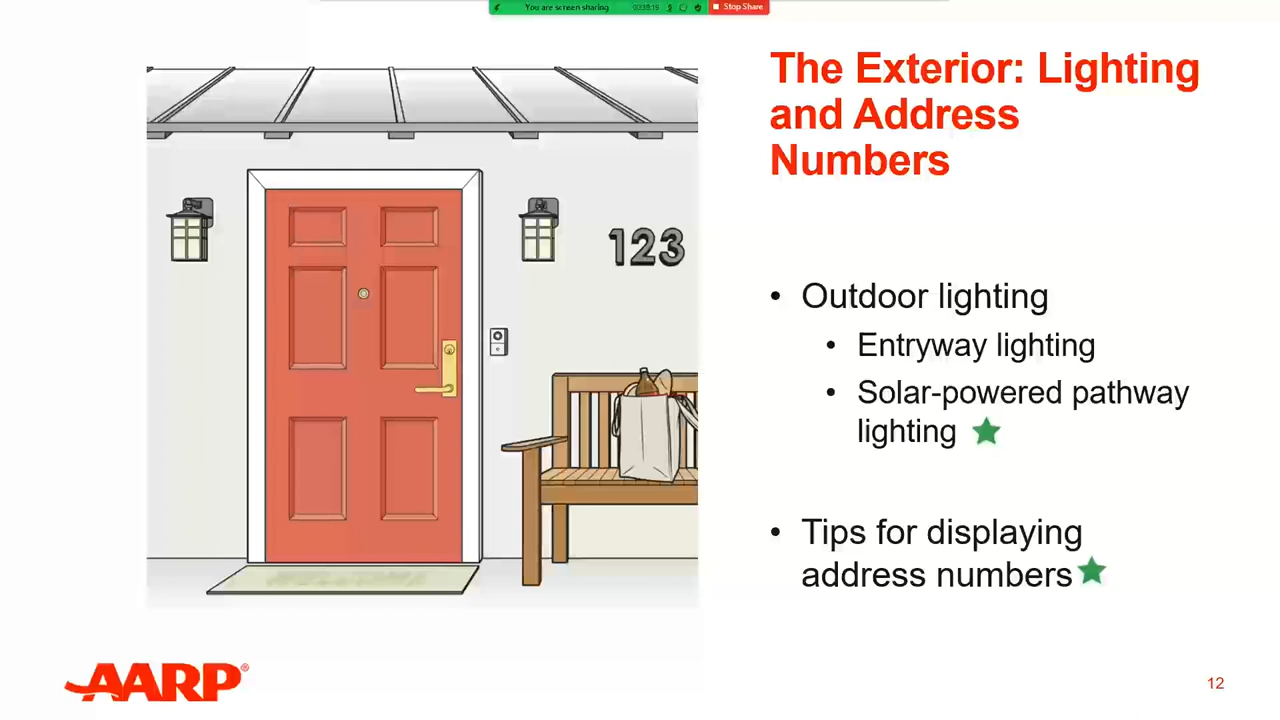 You are screen sharing
Stop Share
The Exterior: Lighting
and Address
Numbers
123
• Outdoor lighting
• Entryway lighting
• Solar-powered pathway
lighting
• Tips for displaying
address numbers
AARP®
12